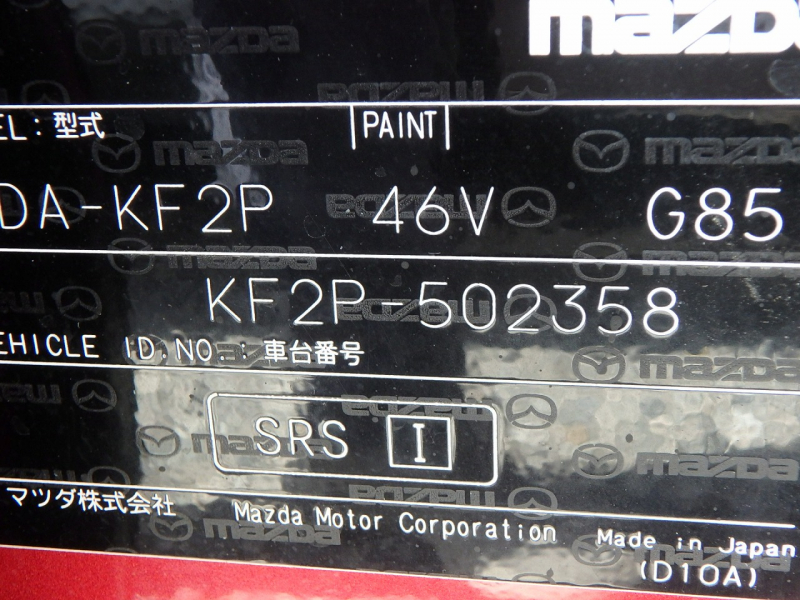 mazda
EL:型式 PAINT
DA-KF2P 46V G85
KF2P-502358
EHICLE ID.NO.:車台番号
SRS I
マツダ株式会社 Mazda Motor Corporation Made in Japan
(D10A)